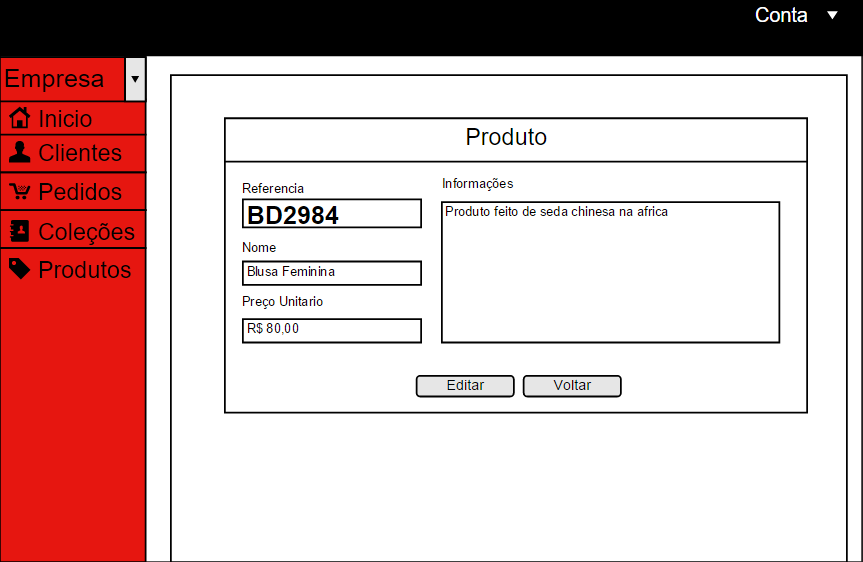 Conta
Empresa
Inicio
Clientes
Pedidos
Coleções
Produtos
Produto
Referencia
BD2984
Nome
Blusa Feminina
Preço Unitario
R$ 80,00
Informações
Produto feito de seda chinesa na africa
Editar
Voltar